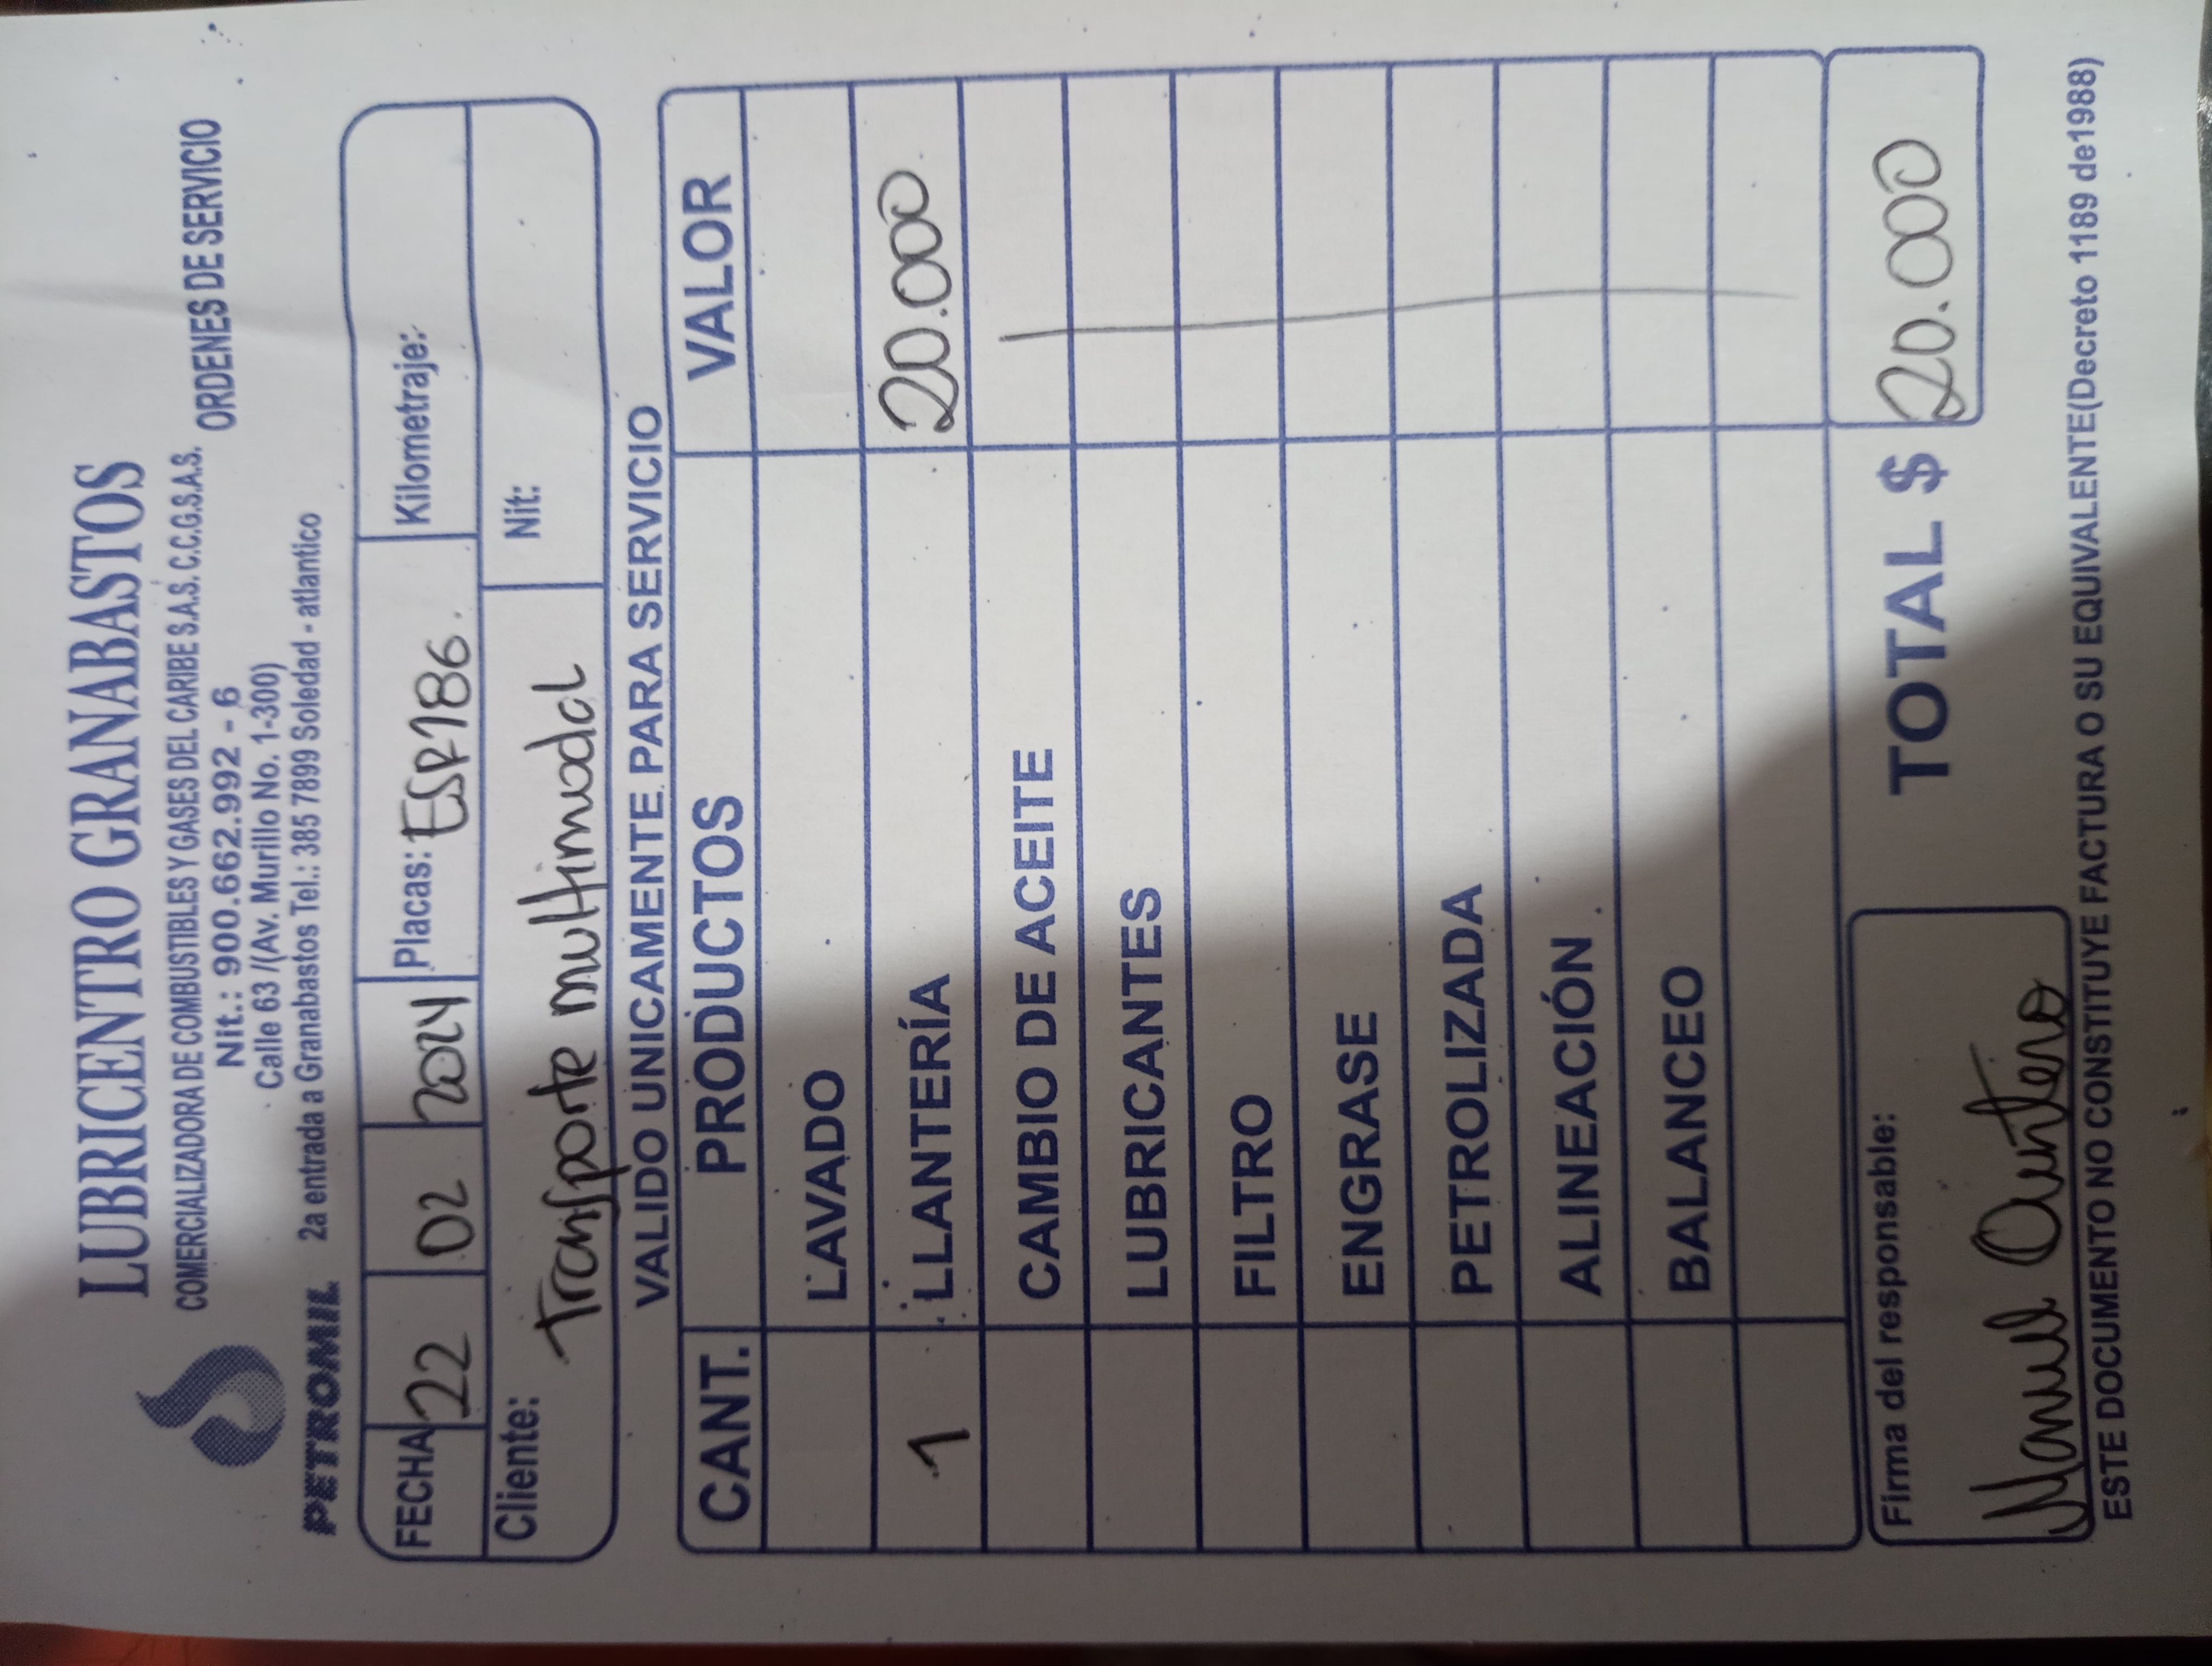 LUBRICENTRO GRANABASTOS
COMERCIALIZADORA DE COMBUSTIBLES Y GASES DEL CARIBE S.A.S. C.C.G.S.A.S.
Nit.: 900.662.992 - 6
ORDENES DE SERVICIO
Calle 63 /(Av. Murillo No. 1-300)
PETROMIL 2a entrada a Granabastos Tel.: 385 7899 Soledad - atlantico
FECHA 22 02 2024 Placas: ESR186. Kilometraje:
Cliente: Transporte multimodal Nit:
VALIDO UNICAMENTE PARA SERVICIO
CANT. PRODUCTOS VALOR
LAVADO
1 LLANTERÍA 20.000
CAMBIO DE ACEITE
LUBRICANTES
FILTRO
ENGRASE
PETROLIZADA
ALINEACIÓN
BALANCEO
Firma del responsable: TOTAL $ 20.000
Manuel
ESTE DOCUMENTO NO CONSTITUYE FACTURA O SU EQUIVALENTE(Decreto 1189 de1988)